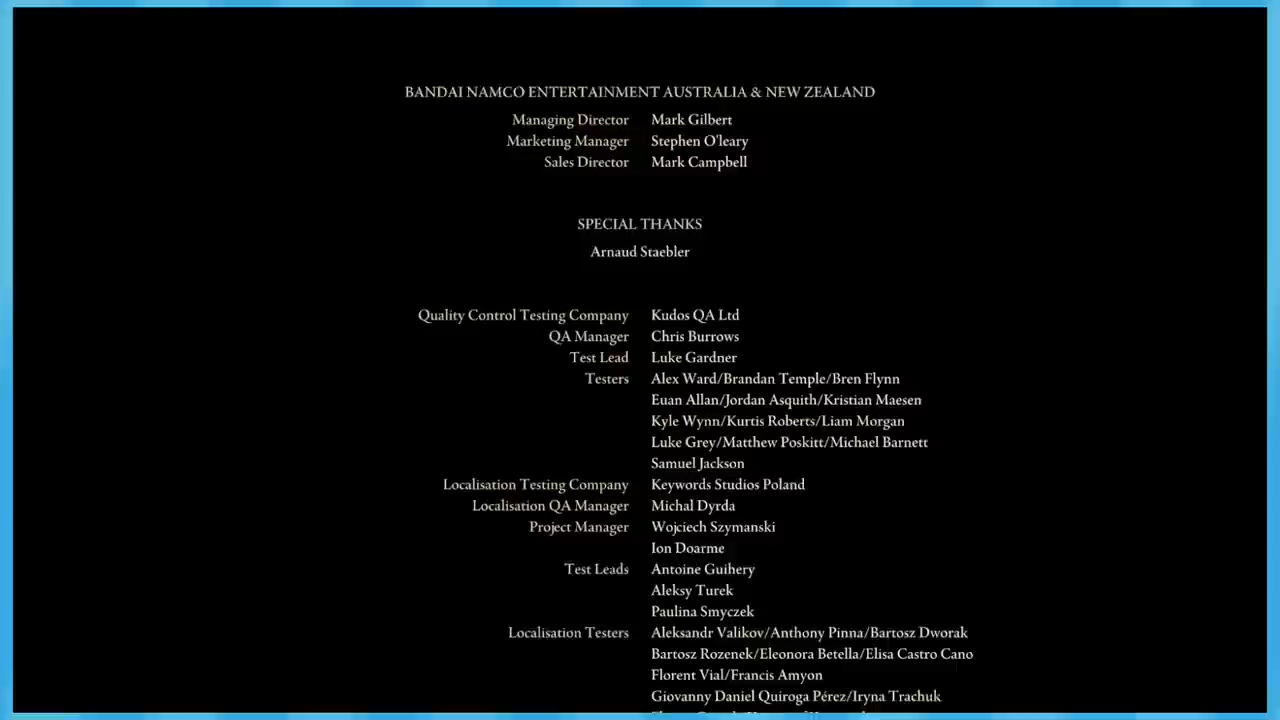 BANDAI NAMCO ENTERTAINMENT AUSTRALIA & NEW ZEALAND
Managing Director Mark Gilbert
Marketing Manager Stephen O'leary
Sales Director Mark Campbell
SPECIAL THANKS
Arnaud Staebler
Quality Control Testing Company Kudos QA Ltd
QA Manager Chris Burrows
Test Lead Luke Gardner
Testers Alex Ward/Brandan Temple/Bren Flynn
Euan Allan/Jordan Asquith/Kristian Maesen
Kyle Wynn/Kurtis Roberts/Liam Morgan
Luke Grey/Matthew Poskitt/Michael Barnett
Samuel Jackson
Localisation Testing Company Keywords Studios Poland
Localisation QA Manager Michal Dyrda
Project Manager Wojciech Szymanski
Ion Doarme
Test Leads Antoine Guihery
Aleksy Turek
Paulina Smyczek
Localisation Testers Aleksandr Valikov/Anthony Pinna/Bartosz Dworak
Bartosz Rozenek/Eleonora Betella/Elisa Castro Cano
Florent Vial/Francis Amyon
Giovanny Daniel Quiroga Pérez/Iryna Trachuk